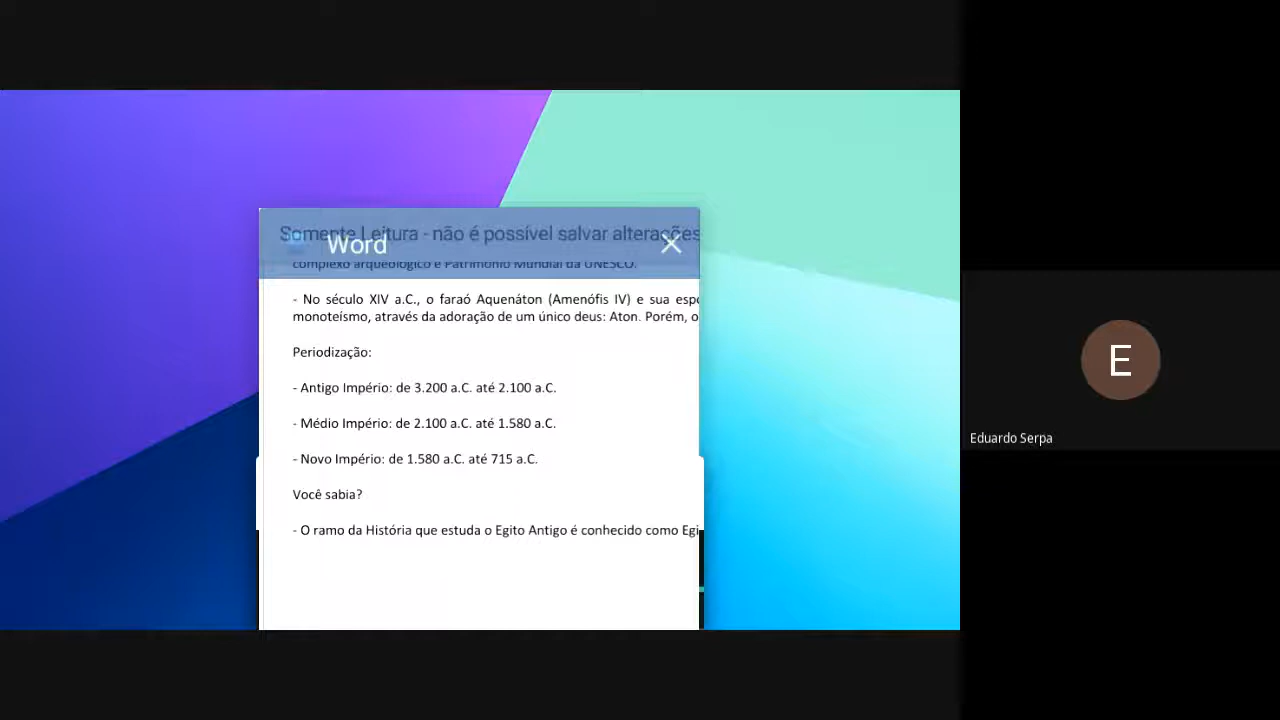 Somente Leitura - não é possível salvar alterações
Word
complexo arqueológico e Patrimônio Mundial da UNESCO.
- No século XIV a.C., o faraó Aquenáton (Amenófis IV) e sua espo
monoteísmo, através da adoração de um único deus: Aton. Porém, o
Periodização:
- Antigo Império: de 3.200 a.C. até 2.100 a.C.
- Médio Império: de 2.100 a.C. até 1.580 a.C.
- Novo Império: de 1.580 a.C. até 715 a.C.
Você sabia?
- O ramo da História que estuda o Egito Antigo é conhecido como Egi
E
Eduardo Serpa